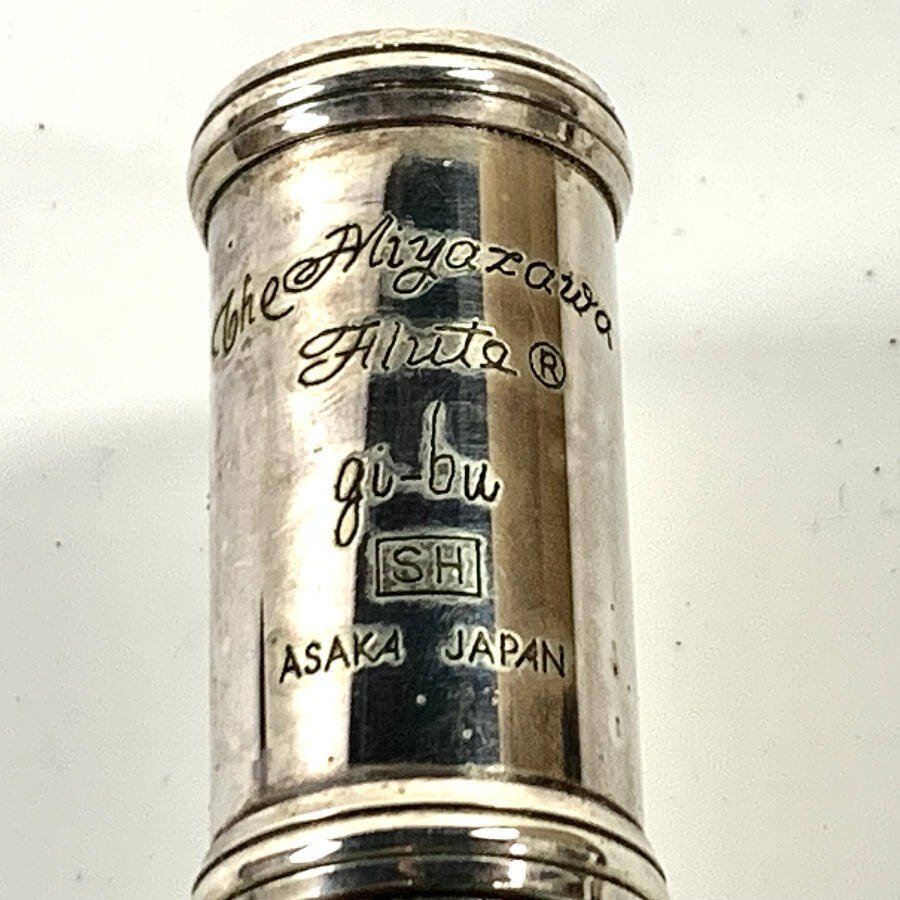 The Miyazawa
Flute ®
gi-bu
SH
ASAKA JAPAN